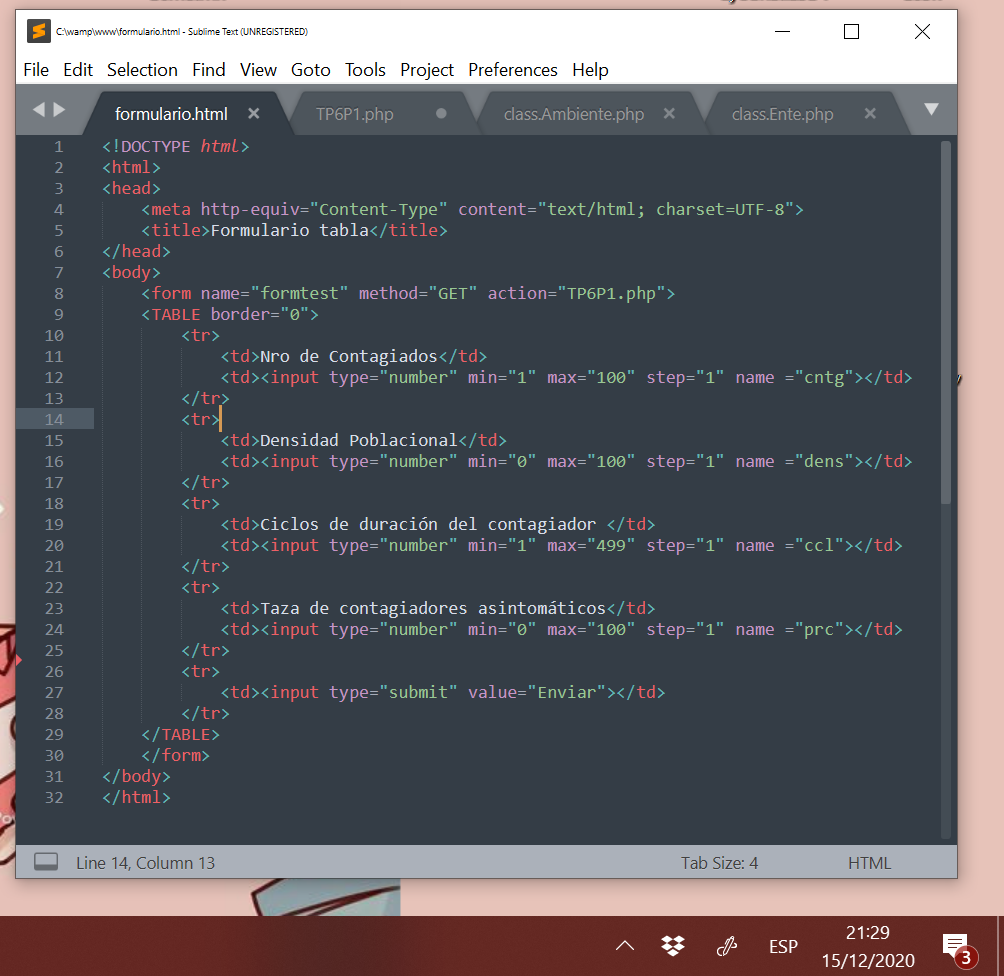 C:\wamp\www\formulario.html - Sublime Text (UNREGISTERED)
File Edit Selection Find View Goto Tools Project Preferences Help
formulario.html TP6P1.php class.Ambiente.php class.Ente.php
1 <!DOCTYPE html>
2 <html>
3 <head>
4 <meta http-equiv="Content-Type" content="text/html; charset=UTF-8">
5 <title>Formulario tabla</title>
6 </head>
7 <body>
8 <form name="formtest" method="GET" action="TP6P1.php">
9 <TABLE border="0">
10 <tr>
11 <td>Nro de Contagiados</td>
12 <td><input type="number" min="1" max="100" step="1" name ="cntg"></td>
13 </tr>
14 <tr>
15 <td>Densidad Poblacional</td>
16 <td><input type="number" min="0" max="100" step="1" name ="dens"></td>
17 </tr>
18 <tr>
19 <td>Ciclos de duración del contagiador </td>
20 <td><input type="number" min="1" max="499" step="1" name ="ccl"></td>
21 </tr>
22 <tr>
23 <td>Taza de contagiadores asintomáticos</td>
24 <td><input type="number" min="0" max="100" step="1" name ="prc"></td>
25 </tr>
26 <tr>
27 <td><input type="submit" value="Enviar"></td>
28 </tr>
29 </TABLE>
30 </form>
31 </body>
32 </html>
Line 14, Column 13 Tab Size: 4 HTML
ESP
21:29
15/12/2020
3